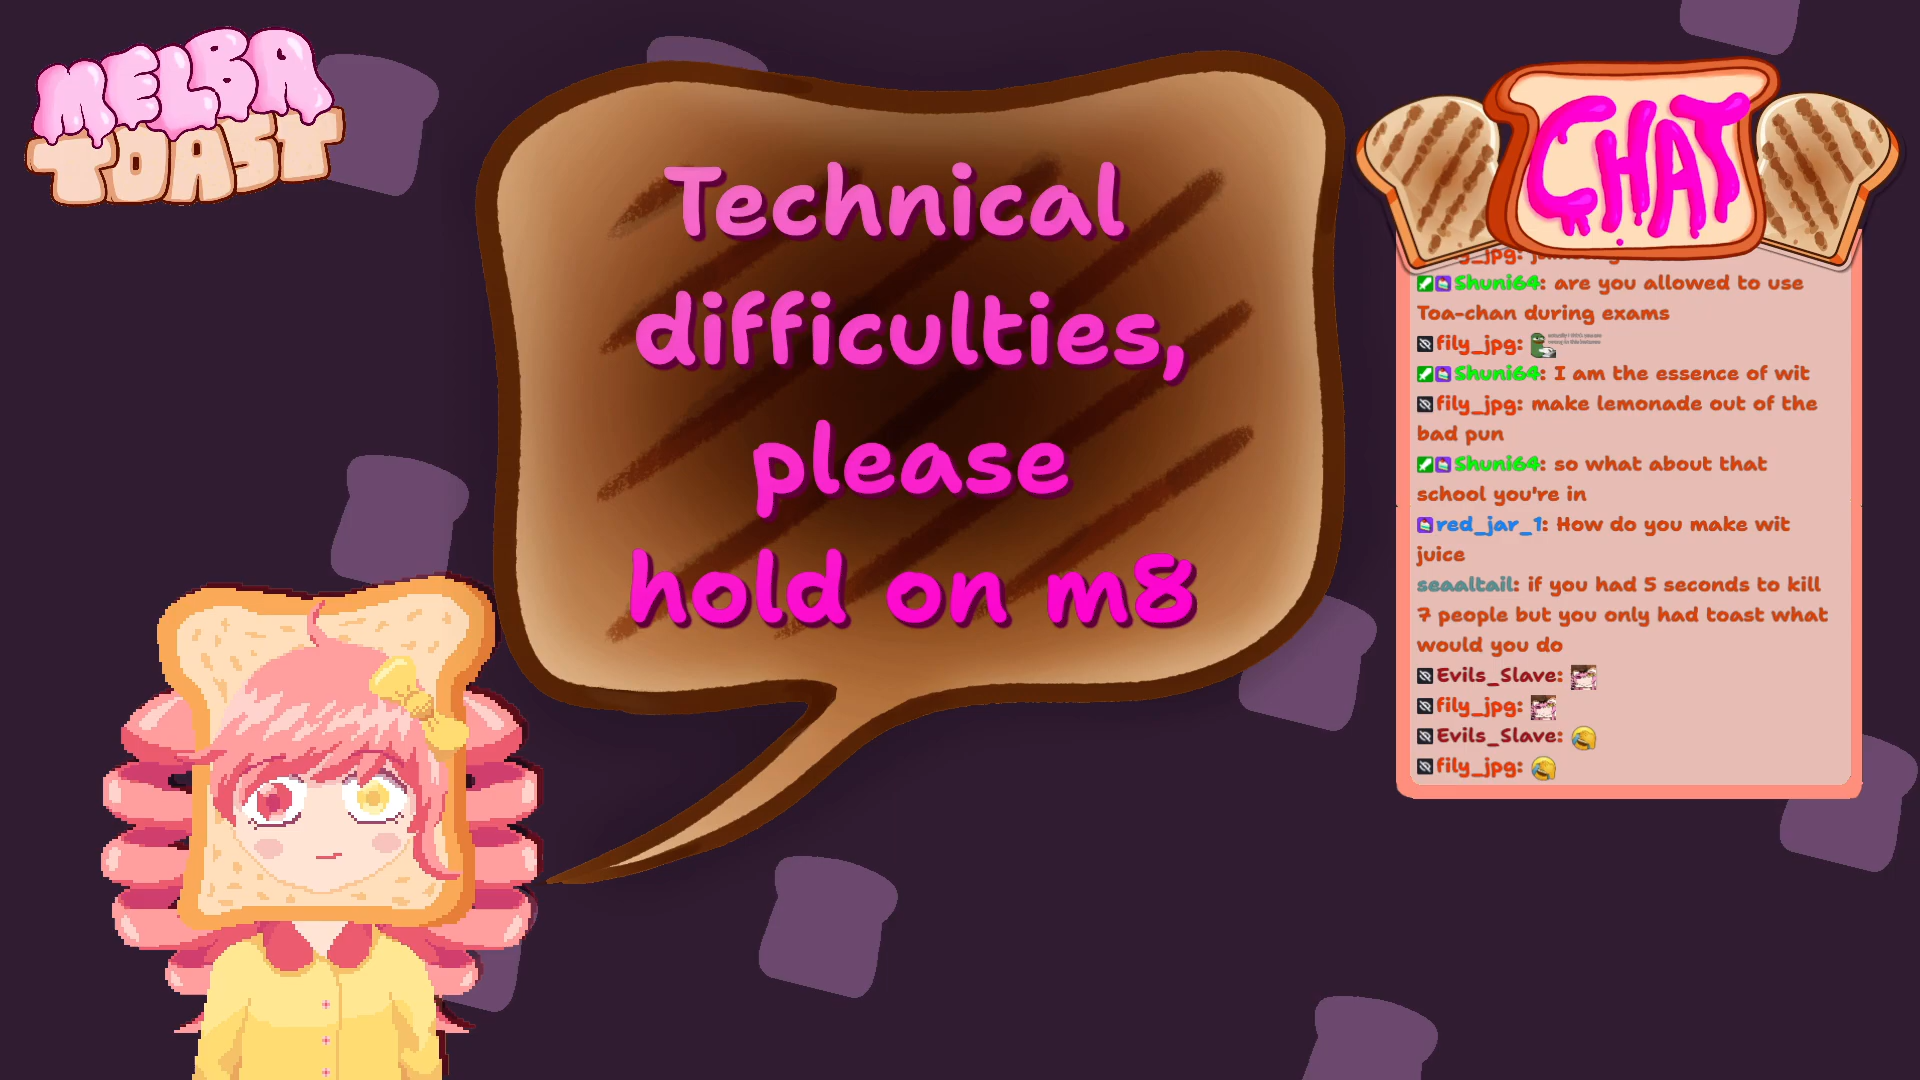 MELBA
TOAST
Technical
difficulties,
please
hold on m8
CHAT
Shuni64: are you allowed to use
Toa-chan during exams
fily_jpg:
Shuni64: I am the essence of wit
fily_jpg: make lemonade out of the
bad pun
Shuni64: so what about that
school you're in
red_jar_1: How do you make wit
juice
seaaltail: if you had 5 seconds to kill
7 people but you only had toast what
would you do
Evils_Slave:
fily_jpg:
Evils_Slave:
fily_jpg: